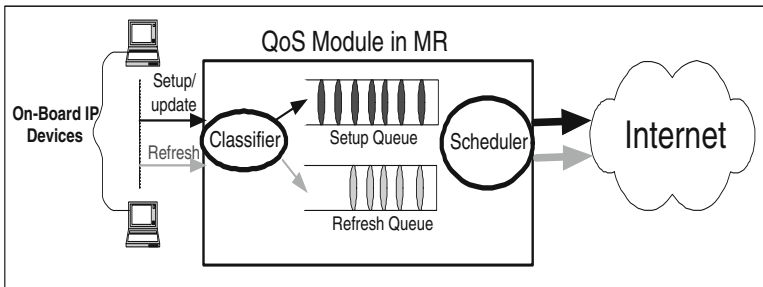 QoS Module in MR
Setup/
update
On-Board IP
Devices
Classifier
Setup Queue
Scheduler
Internet
Refresh
Refresh Queue